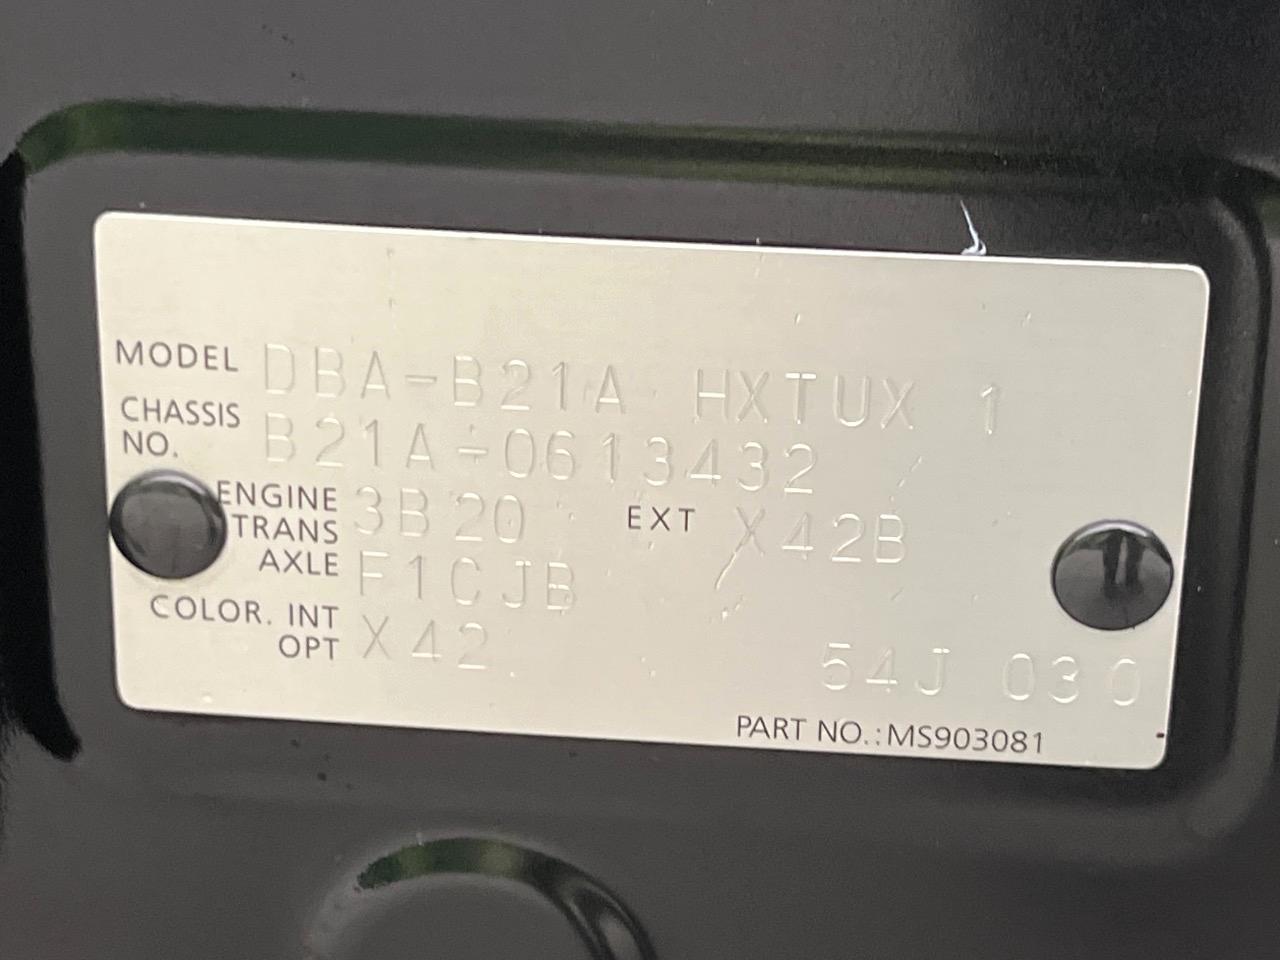 MODEL DBA-B21A HXTUX 1
CHASSIS NO. B21A-0613432
ENGINE 3B20 EXT X42B
TRANS AXLE F1CJB
COLOR. INT OPT X42 54J 030
PART NO.:MS903081